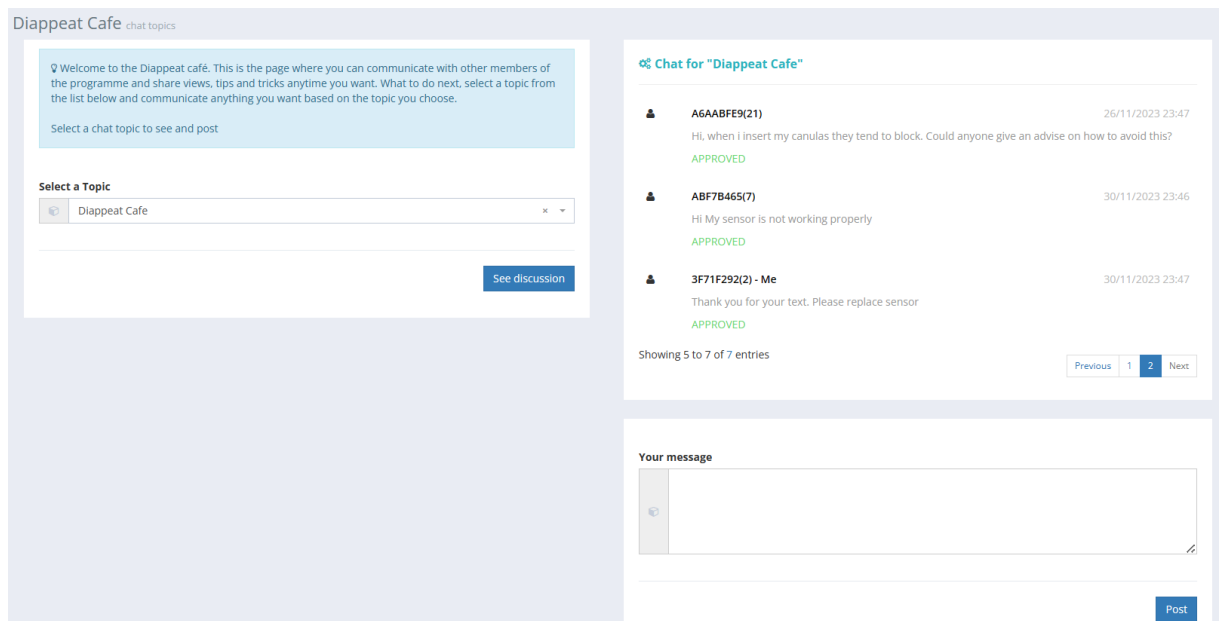 Diappeat Cafe chat topics
Welcome to the Diappeat café. This is the page where you can communicate with other members of
the programme and share views, tips and tricks anytime you want. What to do next, select a topic from
the list below and communicate anything you want based on the topic you choose.
Select a chat topic to see and post
Select a Topic
Diappeat Cafe × 
See discussion
Chat for "Diappeat Cafe"
A6AABFE9(21) 26/11/2023 23:47
Hi, when i insert my canulas they tend to block. Could anyone give an advise on how to avoid this?
APPROVED
ABF7B465(7) 30/11/2023 23:46
Hi My sensor is not working properly
APPROVED
3F71F292(2) - Me 30/11/2023 23:47
Thank you for your text. Please replace sensor
APPROVED
Showing 5 to 7 of 7 entries
Previous 1 2 Next
Your message
Post